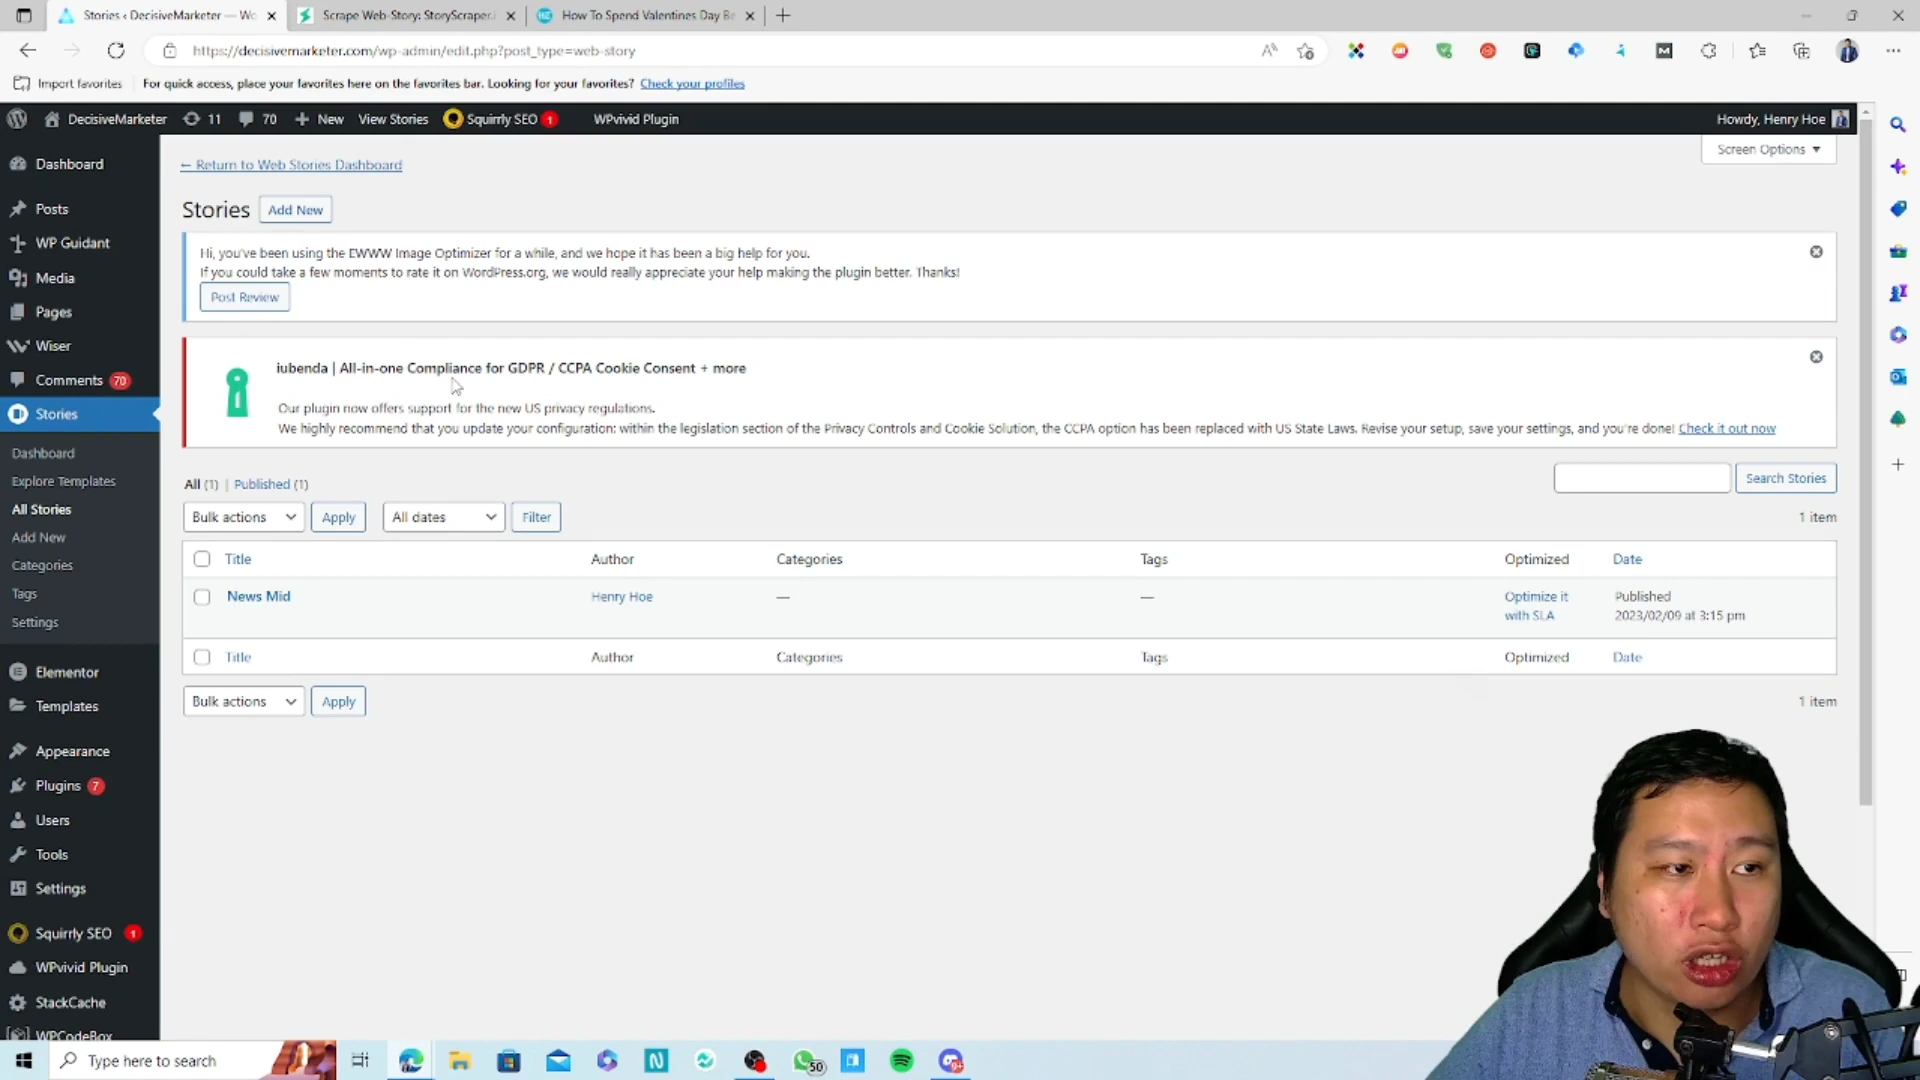 Stories ‹ DecisiveMarketer — Wo
Scrape Web-Story: StoryScraper.i
How To Spend Valentines Day Be
https://decisivemarketer.com/wp-admin/edit.php?post_type=web-story
Import favorites
For quick access, place your favorites here on the favorites bar. Looking for your favorites? Check your profiles
DecisiveMarketer
11
70
New
View Stories
Squirrly SEO 1
WPvivid Plugin
Howdy, Henry Hoe
Dashboard
Posts
WP Guidant
Media
Pages
Wiser
Comments 70
Stories
Dashboard
Explore Templates
All Stories
Add New
Categories
Tags
Settings
Elementor
Templates
Appearance
Plugins 7
Users
Tools
Settings
Squirrly SEO 1
WPvivid Plugin
StackCache
WPCodeBox
← Return to Web Stories Dashboard
Screen Options
Stories
Add New
Hi, you've been using the EWWW Image Optimizer for a while, and we hope it has been a big help for you.
If you could take a few moments to rate it on WordPress.org, we would really appreciate your help making the plugin better. Thanks!
Post Review
iubenda | All-in-one Compliance for GDPR / CCPA Cookie Consent + more
Our plugin now offers support for the new US privacy regulations.
We highly recommend that you update your configuration: within the legislation section of the Privacy Controls and Cookie Solution, the CCPA option has been replaced with US State Laws. Revise your setup, save your settings, and you're done! Check it out now
All (1) | Published (1)
Search Stories
Bulk actions
Apply
All dates
Filter
1 item
Title
Author
Categories
Tags
Optimized
Date
News Mid
Henry Hoe
—
—
Optimize it
with SLA
Published
2023/02/09 at 3:15 pm
Title
Author
Categories
Tags
Optimized
Date
Bulk actions
Apply
1 item
Type here to search
50